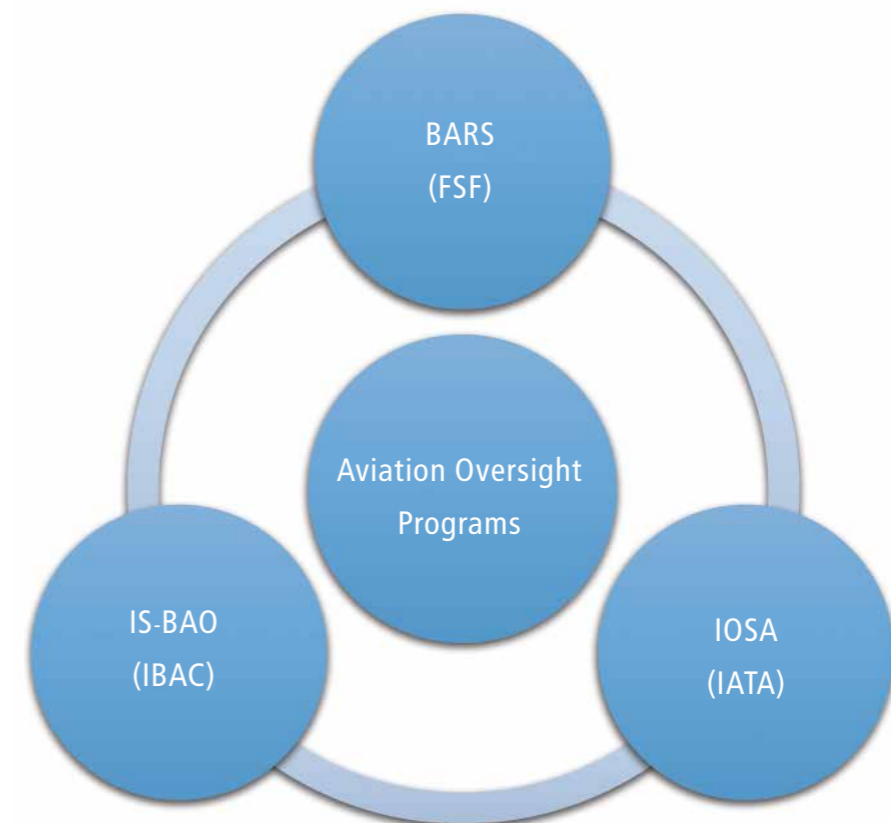 BARS
(FSF)
Aviation Oversight
Programs
IS-BAO
(IBAC)
IOSA
(IATA)